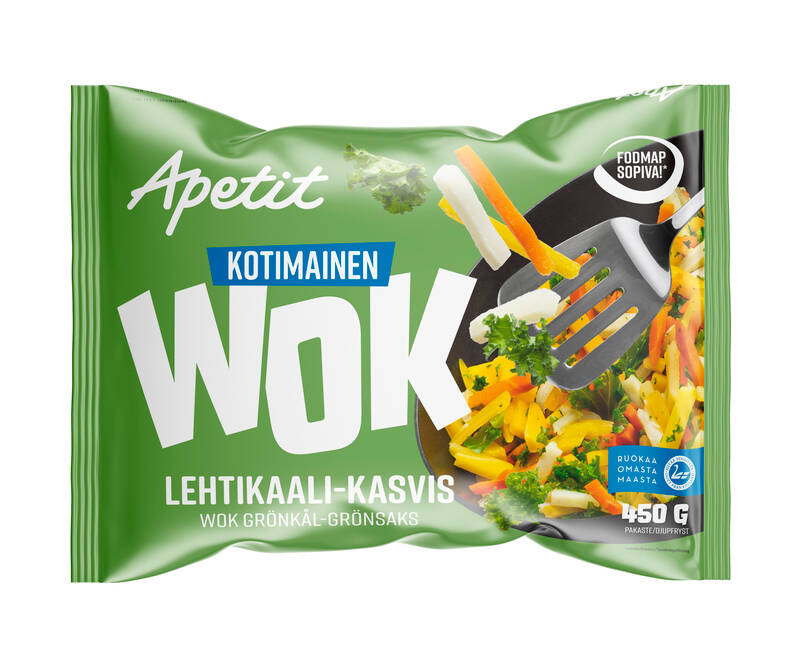 Apetit
FODMAP
SOPIVA!*
KOTIMAINEN
WOK
LEHTIKAALI-KASVIS
WOK GRÖNKÅL-GRÖNSAKS
RUOKAA
OMASTA
MAASTA
450 G
PAKASTE/DJUPFRYST